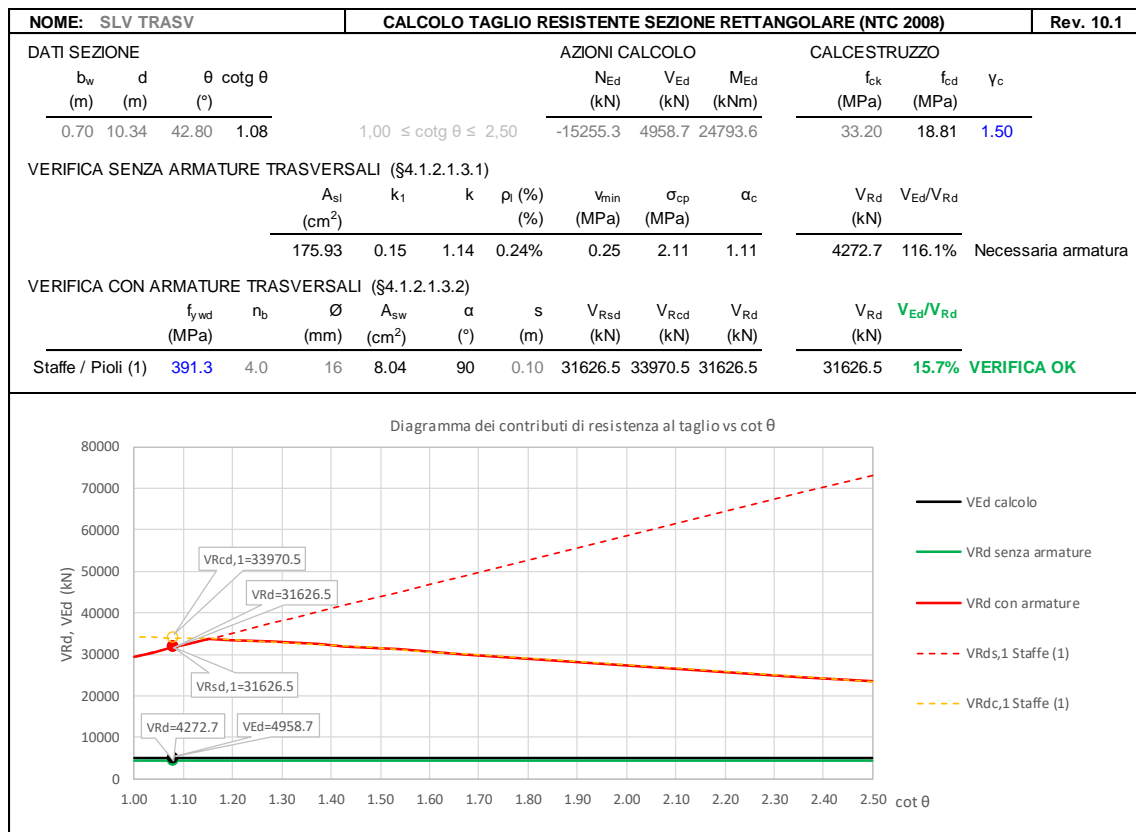 NOME: SLV TRASV CALCOLO TAGLIO RESISTENTE SEZIONE RETTANGOLARE (NTC 2008) Rev. 10.1
DATI SEZIONE AZIONI CALCOLO CALCESTRUZZO
bw d θ cotg θ NEd VEd MEd fck fcd γc
(m) (m) (°) (kN) (kN) (kNm) (MPa) (MPa)
0.70 10.34 42.80 1.08 1,00 ≤ cotg θ ≤ 2,50 -15255.3 4958.7 24793.6 33.20 18.81 1.50
VERIFICA SENZA ARMATURE TRASVERSALI (§4.1.2.1.3.1)
Asl k1 k ρl (%) vmin σcp αc VRd VEd/VRd
(cm2) (%) (MPa) (MPa) (kN)
175.93 0.15 1.14 0.24% 0.25 2.11 1.11 4272.7 116.1% Necessaria armatura
VERIFICA CON ARMATURE TRASVERSALI (§4.1.2.1.3.2)
fywd nb Ø Asw α s VRsd VRcd VRd VRd VEd/VRd
(MPa) (mm) (cm2) (°) (m) (kN) (kN) (kN) (kN)
Staffe / Pioli (1) 391.3 4.0 16 8.04 90 0.10 31626.5 33970.5 31626.5 31626.5 15.7% VERIFICA OK
Diagramma dei contributi di resistenza al taglio vs cot θ
VRd, VEd (kN)
80000
70000
60000
50000
40000
30000
20000
10000
0
VRcd,1=33970.5
VRd=31626.5
VRsd,1=31626.5
VRd=4272.7
VEd=4958.7
1.00 1.10 1.20 1.30 1.40 1.50 1.60 1.70 1.80 1.90 2.00 2.10 2.20 2.30 2.40 2.50 cot θ
VEd calcolo
VRd senza armature
VRd con armature
VRds,1 Staffe (1)
VRdc,1 Staffe (1)